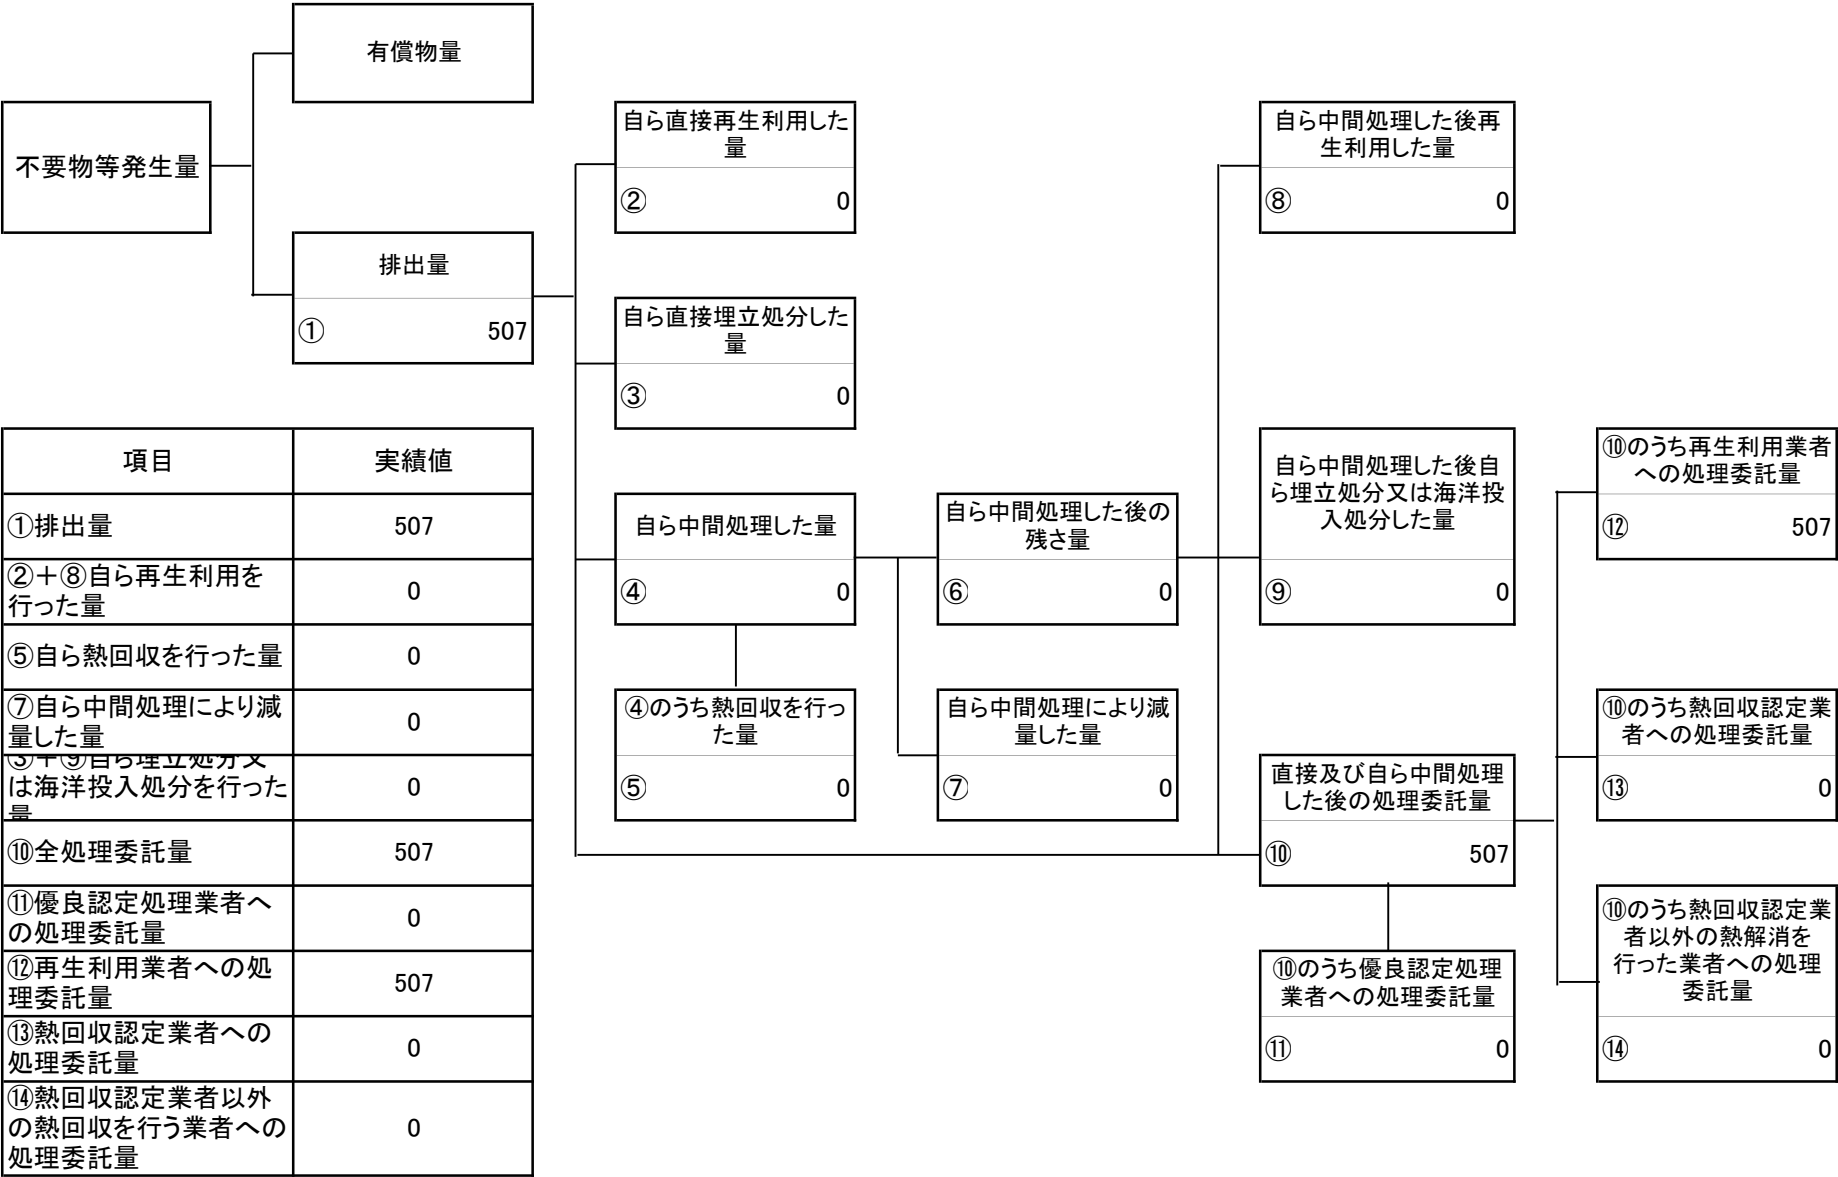 有償物量
不要物等発生量
排出量
① 507
自ら直接再生利用した
量
② 0
自ら直接埋立処分した
量
③ 0
自ら中間処理した量
④ 0
④のうち熱回収を行っ
た量
⑤ 0
自ら中間処理した後の
残さ量
⑥ 0
自ら中間処理により減
量した量
⑦ 0
自ら中間処理した後再
生利用した量
⑧ 0
自ら中間処理した後自
ら埋立処分又は海洋投
入処分した量
⑨ 0
直接及び自ら中間処理
した後の処理委託量
⑩ 507
⑩のうち優良認定処理
業者への処理委託量
⑪ 0
⑩のうち再生利用業者
への処理委託量
⑫ 507
⑩のうち熱回収認定業
者への処理委託量
⑬ 0
⑩のうち熱回収認定業
者以外の熱解消を
行った業者への処理
委託量
⑭ 0
項目 実績値
①排出量 507
②＋⑧自ら再生利用を
行った量 0
⑤自ら熱回収を行った量 0
⑦自ら中間処理により減
量した量 0
③＋⑨自ら埋立処分又
は海洋投入処分を行った
量 0
⑩全処理委託量 507
⑪優良認定処理業者へ
の処理委託量 0
⑫再生利用業者への処
理委託量 507
⑬熱回収認定業者への
処理委託量 0
⑭熱回収認定業者以外
の熱回収を行う業者への
処理委託量 0